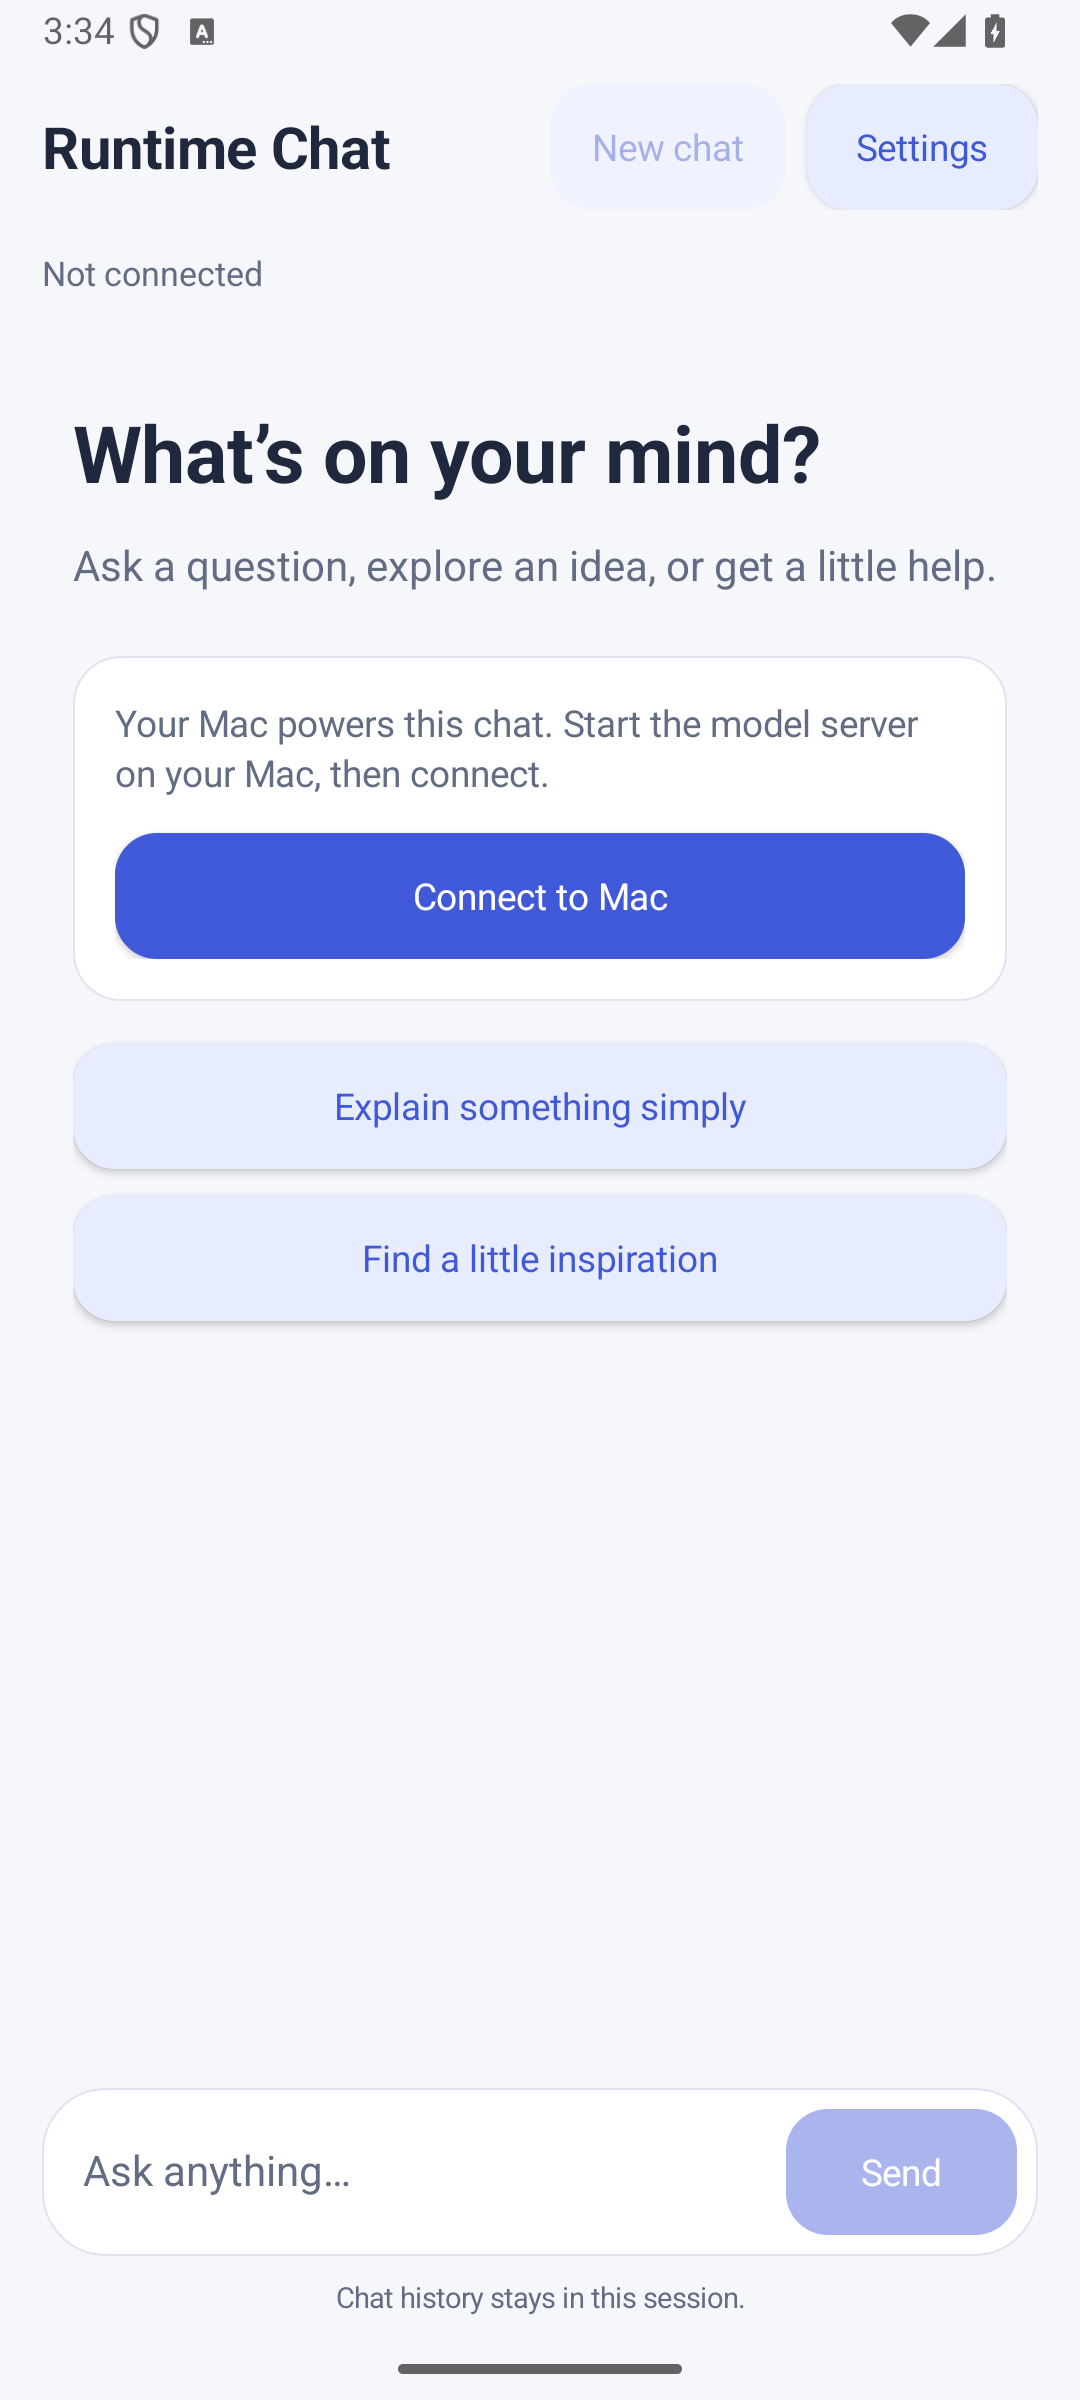 3:34
Runtime Chat
New chat
Settings
Not connected
What’s on your mind?
Ask a question, explore an idea, or get a little help.
Your Mac powers this chat. Start the model server
on your Mac, then connect.
Connect to Mac
Explain something simply
Find a little inspiration
Ask anything…
Send
Chat history stays in this session.